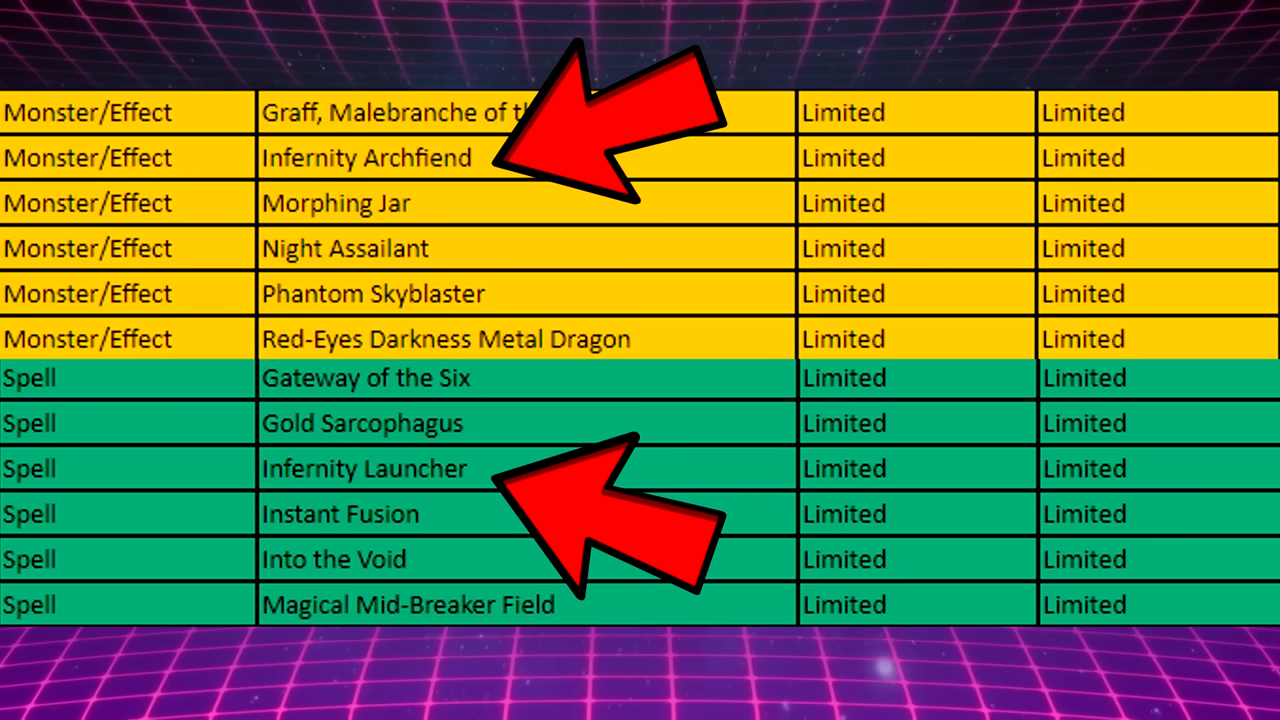 Monster/Effect Graff, Malebranche of Limited Limited
Monster/Effect Infernity Archfiend Limited Limited
Monster/Effect Morphing Jar Limited Limited
Monster/Effect Night Assailant Limited Limited
Monster/Effect Phantom Skyblaster Limited Limited
Monster/Effect Red-Eyes Darkness Metal Dragon Limited Limited
Spell Gateway of the Six Limited Limited
Spell Gold Sarcophagus Limited Limited
Spell Infernity Launcher Limited Limited
Spell Instant Fusion Limited Limited
Spell Into the Void Limited Limited
Spell Magical Mid-Breaker Field Limited Limited